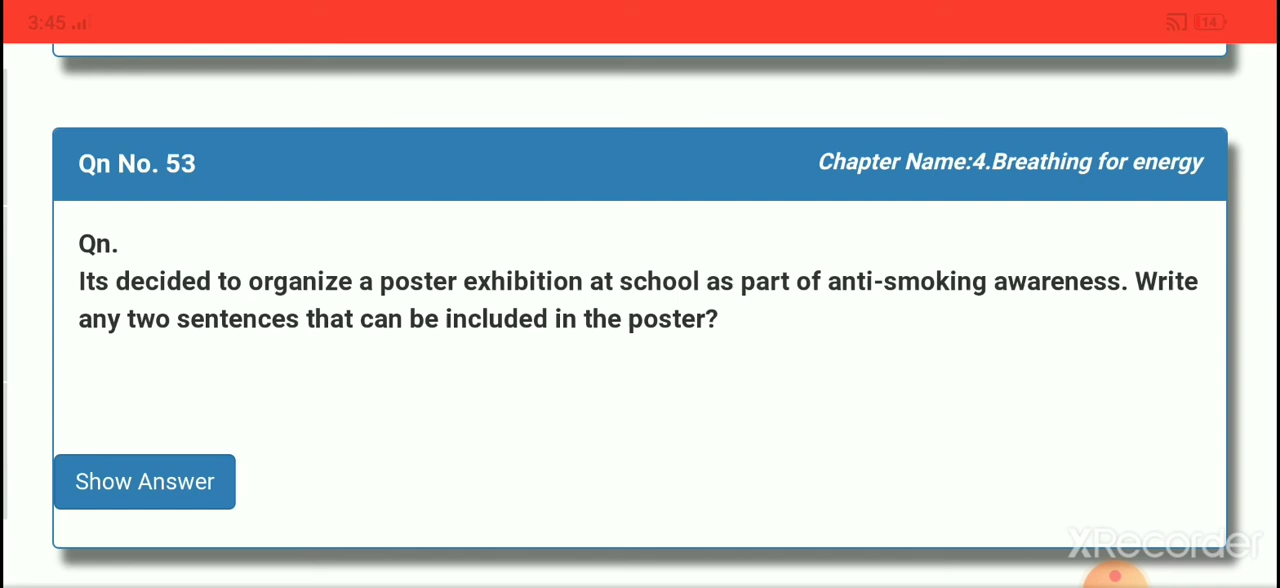 3:45
14
Qn No. 53
Chapter Name:4.Breathing for energy
Qn.
Its decided to organize a poster exhibition at school as part of anti-smoking awareness. Write
any two sentences that can be included in the poster?
Show Answer
XRecorder